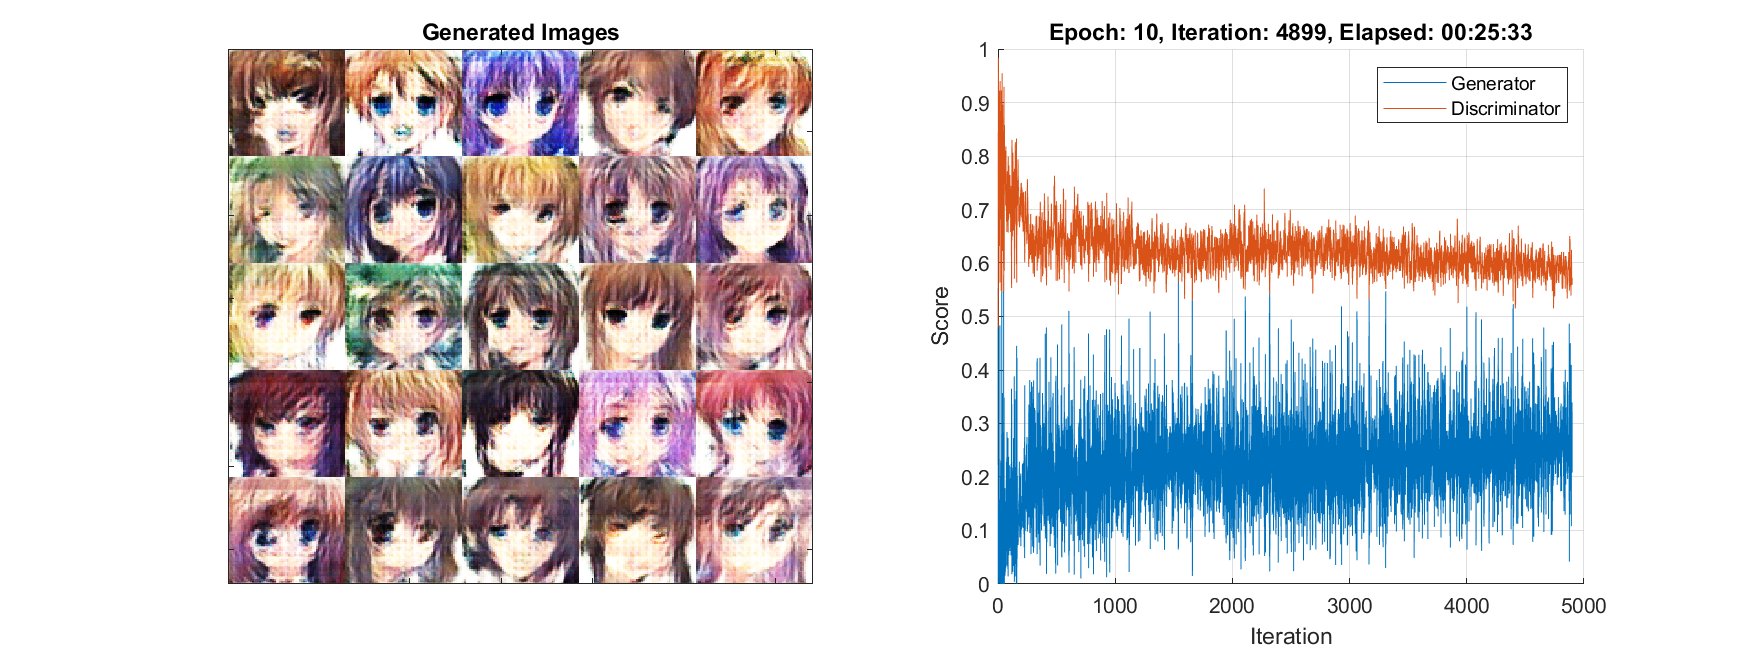 Generated Images
Epoch: 10, Iteration: 4899, Elapsed: 00:25:33
Generator
Discriminator
1
0.9
0.8
0.7
0.6
0.5
0.4
0.3
0.2
0.1
0
Score
0 1000 2000 3000 4000 5000
Iteration